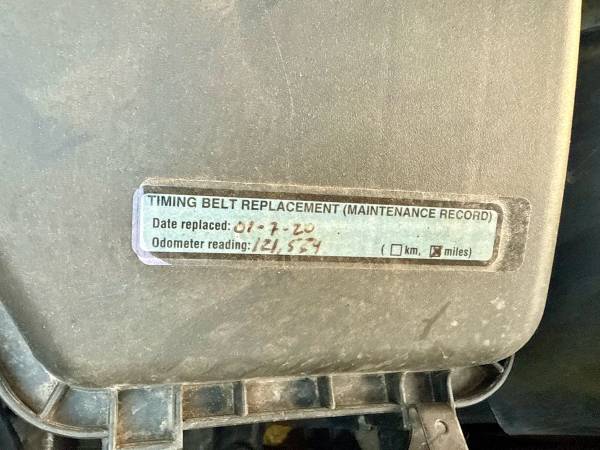 TIMING BELT REPLACEMENT (MAINTENANCE RECORD)
Date replaced: 01-7-20
Odometer reading: 121,554 ( ☐ km, ☒ miles)